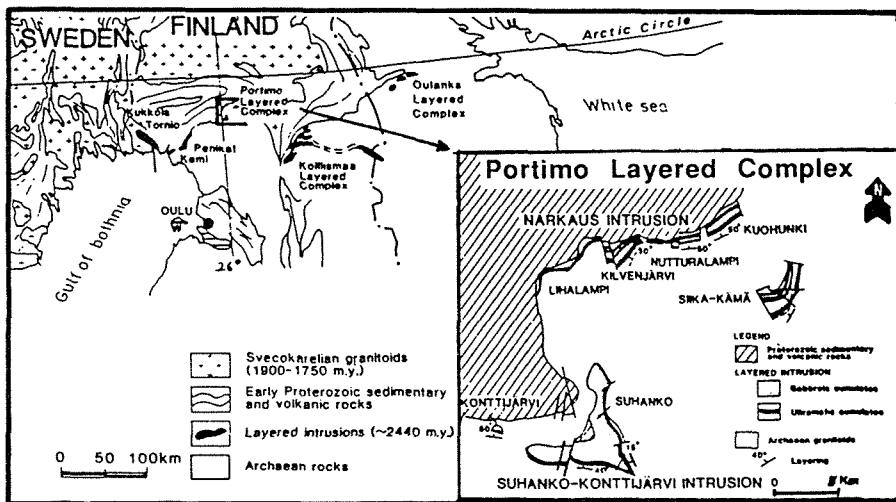 SWEDEN
FINLAND
Arctic Circle
Portimo
Layered
Complex
Oulanka
Layered
Complex
White sea
Kukkola
Tornio
Penikat
Kemi
Koillismaa
Layered
Complex
OULU
26°
Gulf of bothnia
Svecokarelian granitoids
(1900-1750 m.y.)
Early Proterozoic sedimentary
and volcanic rocks
Layered intrusions (~2440 m.y.)
Archaean rocks
0 50 100km
Portimo Layered Complex
N
NARKAUS INTRUSION
KUOHUNKI
NUTTURALAMPI
KILVENJÄRVI
LIHALAMPI
SIIKA-KÄMÄ
KONTTIJÄRVI
SUHANKO
SUHANKO-KONTTIJÄRVI INTRUSION
LEGEND
Proterozoic sedimentary
and volcanic rocks
LAYERED INTRUSION
Gabbroic cumulates
Ultramafic cumulates
Archaean granitoids
40°
Layering
0